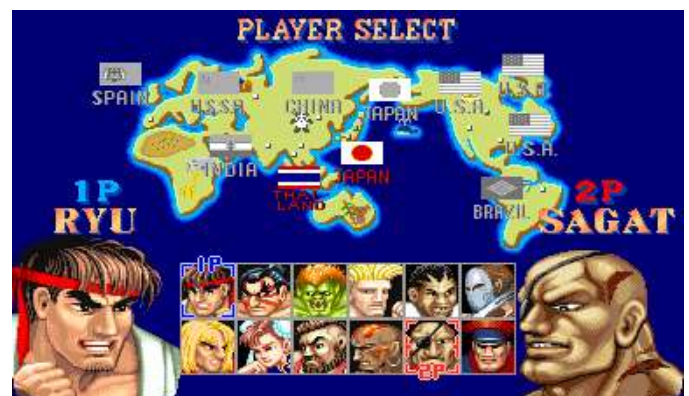 PLAYER SELECT
SPAIN
U.S.S.R
CHINA
JAPAN
U.S.A.
U.S.A.
U.S.A.
INDIA
THAI
LAND
JAPAN
BRAZIL
1P
RYU
2P
SAGAT
1P
2P